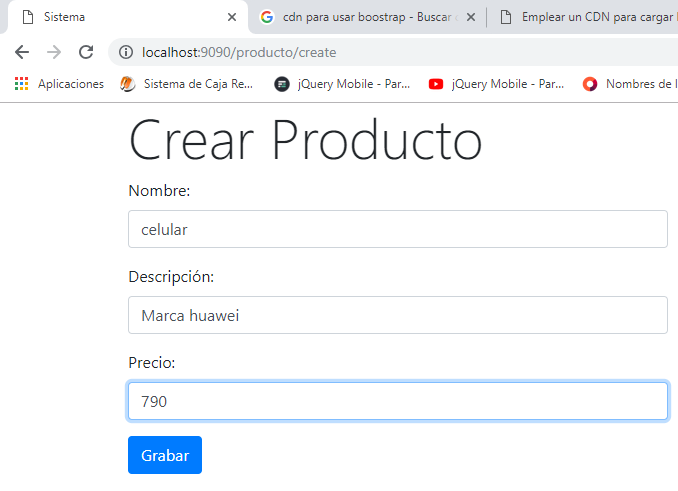 Sistema
cdn para usar boostrap - Buscar
Emplear un CDN para cargar
localhost:9090/producto/create
Aplicaciones
Sistema de Caja Re...
jQuery Mobile - Par...
jQuery Mobile - Par...
Nombres de
Crear Producto
Nombre:
celular
Descripción:
Marca huawei
Precio:
790
Grabar